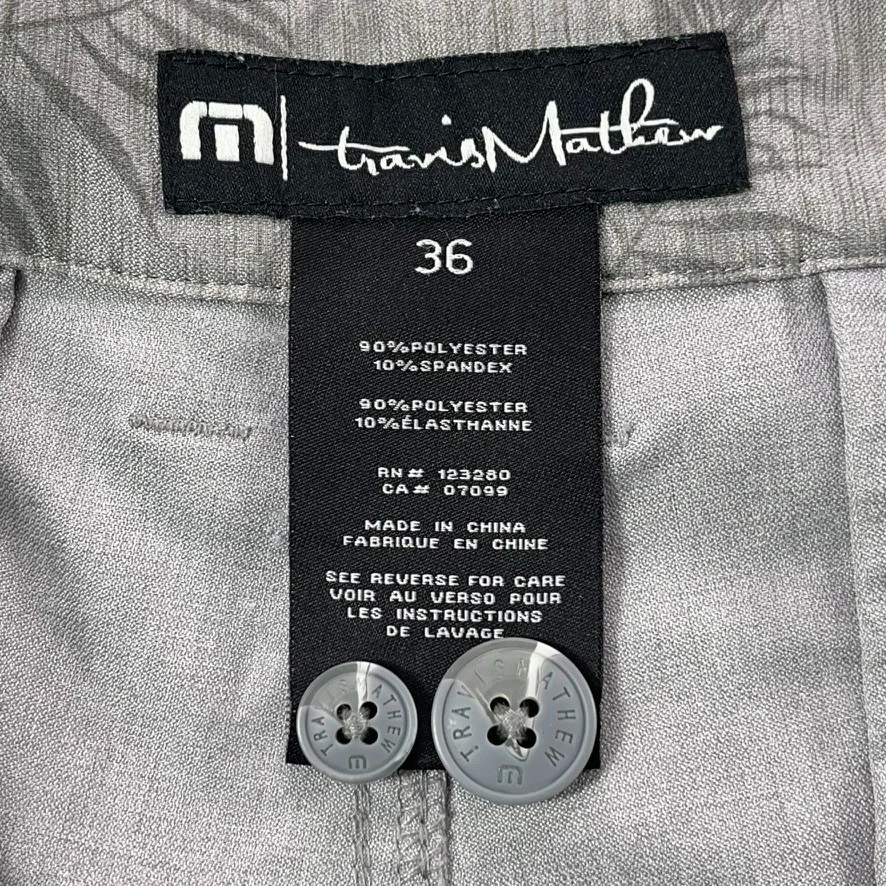 m | travisMathew
36
90%POLYESTER
10%SPANDEX
90%POLYESTER
10%ÉLASTHANNE
RN# 123280
CA# 07099
MADE IN CHINA
FABRIQUE EN CHINE
SEE REVERSE FOR CARE
VOIR AU VERSO POUR
LES INSTRUCTIONS
DE LAVAGE
TRAVISMATHEW
TRAVISMATHEW